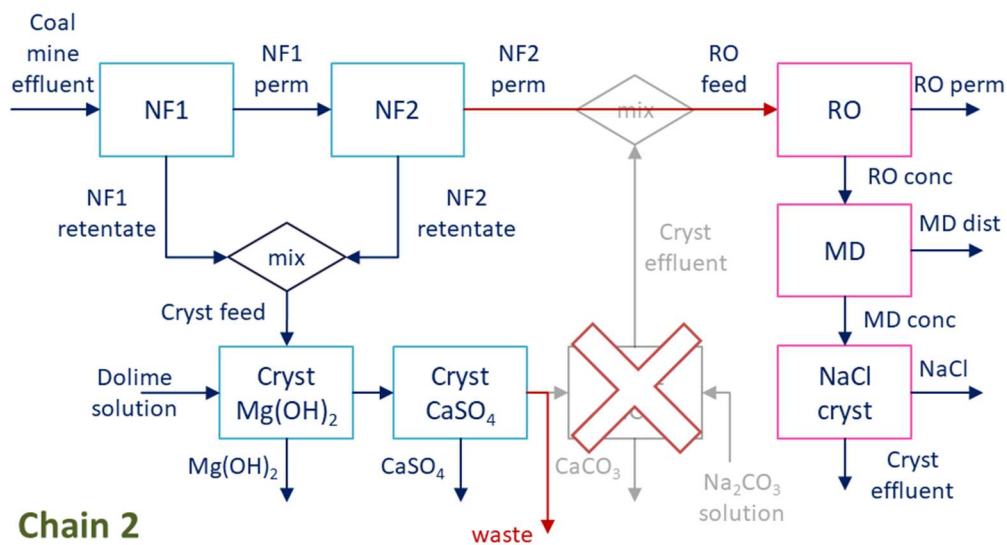 Coal
mine
effluent
NF1
NF1
perm
NF2
NF2
perm
mix
RO
feed
RO
RO perm
NF1
retentate
NF2
retentate
RO conc
mix
Cryst
effluent
MD
MD dist
Cryst feed
MD conc
Dolime
solution
Cryst
Mg(OH)₂
Cryst
CaSO₄
NaCl
cryst
NaCl
Mg(OH)₂
CaSO₄
CaCO₃
Na₂CO₃
solution
Cryst
effluent
Chain 2
waste